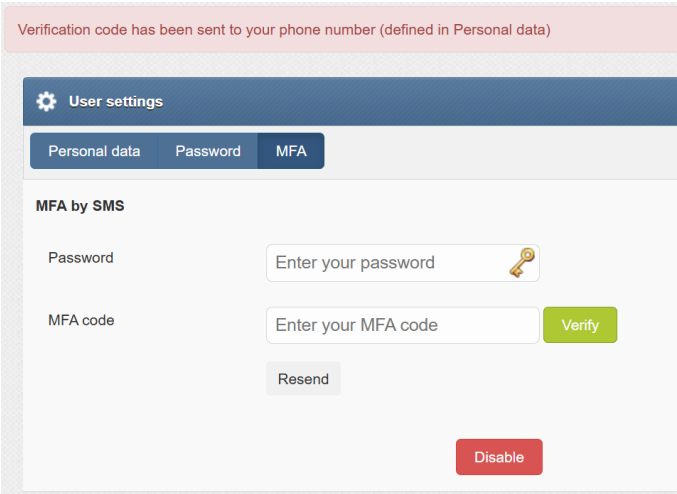 Verification code has been sent to your phone number (defined in Personal data)
User settings
Personal data Password MFA
MFA by SMS
Password Enter your password
MFA code Enter your MFA code Verify
Resend
Disable